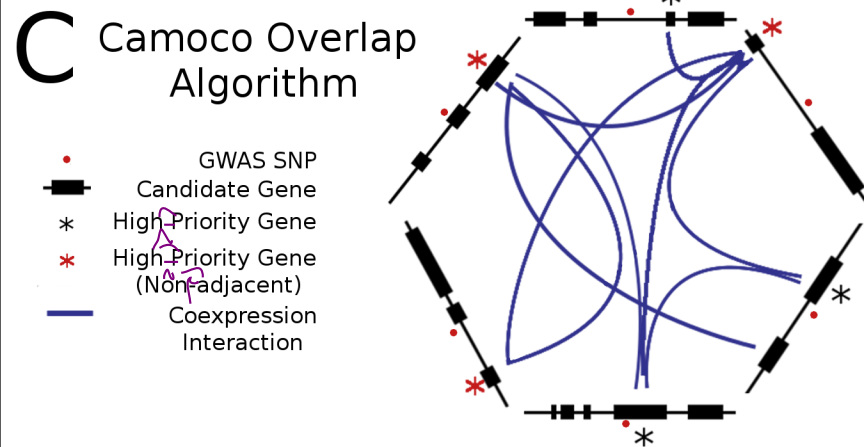 C
Camoco Overlap
Algorithm
GWAS SNP
Candidate Gene
High-Priority Gene
High-Priority Gene
(Non-adjacent)
Coexpression
Interaction